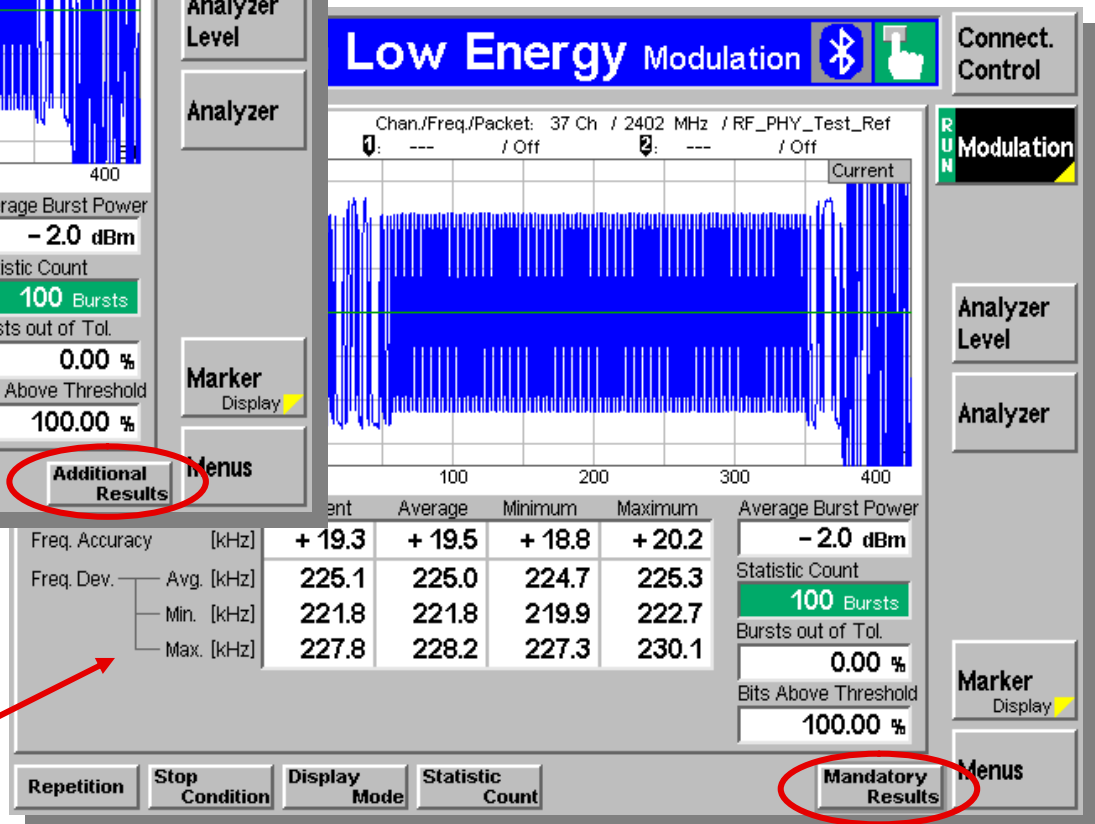 Analyzer
Level
Analyzer
400
Burst Power
– 2.0 dBm
Count
100 Bursts
out of Tol.
0.00 %
Above Threshold
100.00 %
Marker
Display
Menus
Additional
Results
Low Energy Modulation
Connect.
Control
Chan./Freq./Packet: 37 Ch / 2402 MHz / RF_PHY_Test_Ref
1: --- / Off 2: --- / Off
Current
RUN
Modulation
Analyzer
Level
Analyzer
100 200 300 400
Average Minimum Maximum
Freq. Accuracy [kHz] + 19.3 + 19.5 + 18.8 + 20.2
Freq. Dev. Avg. [kHz] 225.1 225.0 224.7 225.3
Min. [kHz] 221.8 221.8 219.9 222.7
Max. [kHz] 227.8 228.2 227.3 230.1
Average Burst Power
– 2.0 dBm
Statistic Count
100 Bursts
Bursts out of Tol.
0.00 %
Bits Above Threshold
100.00 %
Marker
Display
Menus
Repetition
Stop
Condition
Display
Mode
Statistic
Count
Mandatory
Results